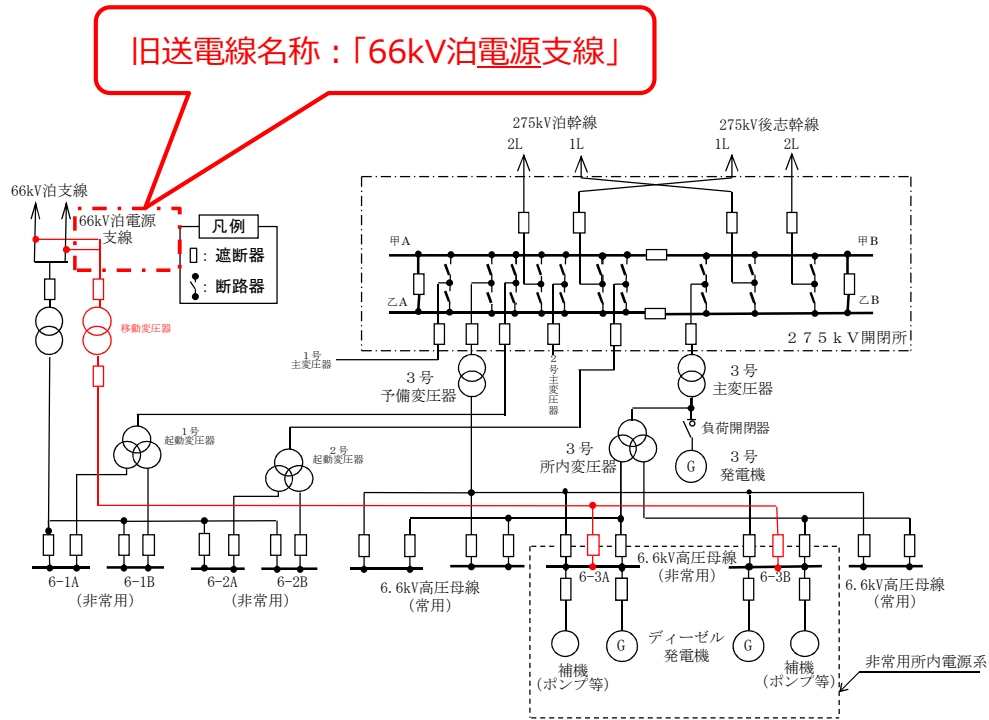 旧送電線名称：「66kV泊電源支線」
275kV泊幹線
2L
1L
275kV後志幹線
1L
2L
66kV泊支線
66kV泊電源
支線
凡例
：遮断器
：断路器
甲A
甲B
乙A
乙B
275kV開閉所
移動変圧器
1号
主変圧器
3号
予備変圧器
2号主変圧器
3号
主変圧器
負荷開閉器
G
3号
発電機
1号
起動変圧器
2号
起動変圧器
3号
所内変圧器
6-1A
6-1B
(非常用)
6-2A
6-2B
(非常用)
6.6kV高圧母線
(常用)
6-3A
6.6kV高圧母線
(非常用)
6-3B
6.6kV高圧母線
(常用)
補機
(ポンプ等)
G
ディーゼル
発電機
G
補機
(ポンプ等)
非常用所内電源系